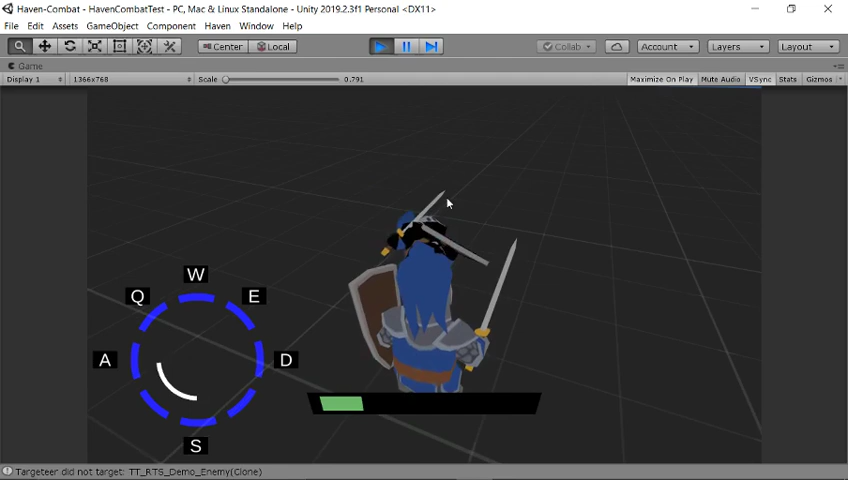 Haven-Combat - HavenCombatTest - PC, Mac & Linux Standalone - Unity 2019.2.3f1 Personal <DX11>
File Edit Assets GameObject Component Haven Window Help
Center Local Collab Account Layers Layout
Game
Display 1 1366x768 Scale 0.791 Maximize On Play Mute Audio VSync Stats Gizmos
W
Q E
A D
S
Targeteer did not target: TT_RTS_Demo_Enemy(Clone)